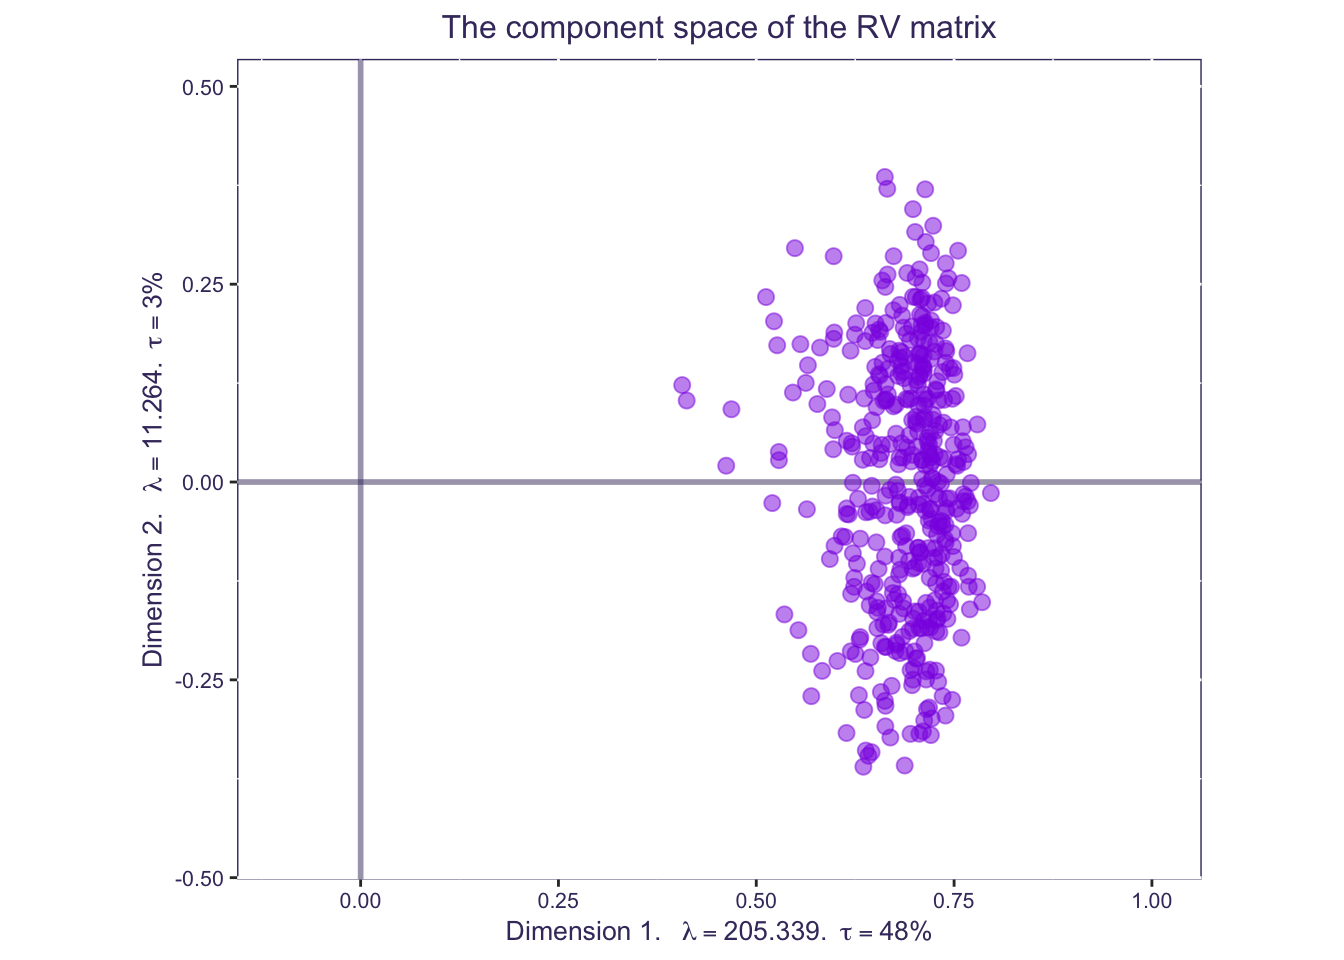 The component space of the RV matrix
0.50
0.25
0.00
-0.25
-0.50
Dimension 2. λ = 11.264. τ = 3%
0.00 0.25 0.50 0.75 1.00
Dimension 1. λ = 205.339. τ = 48%